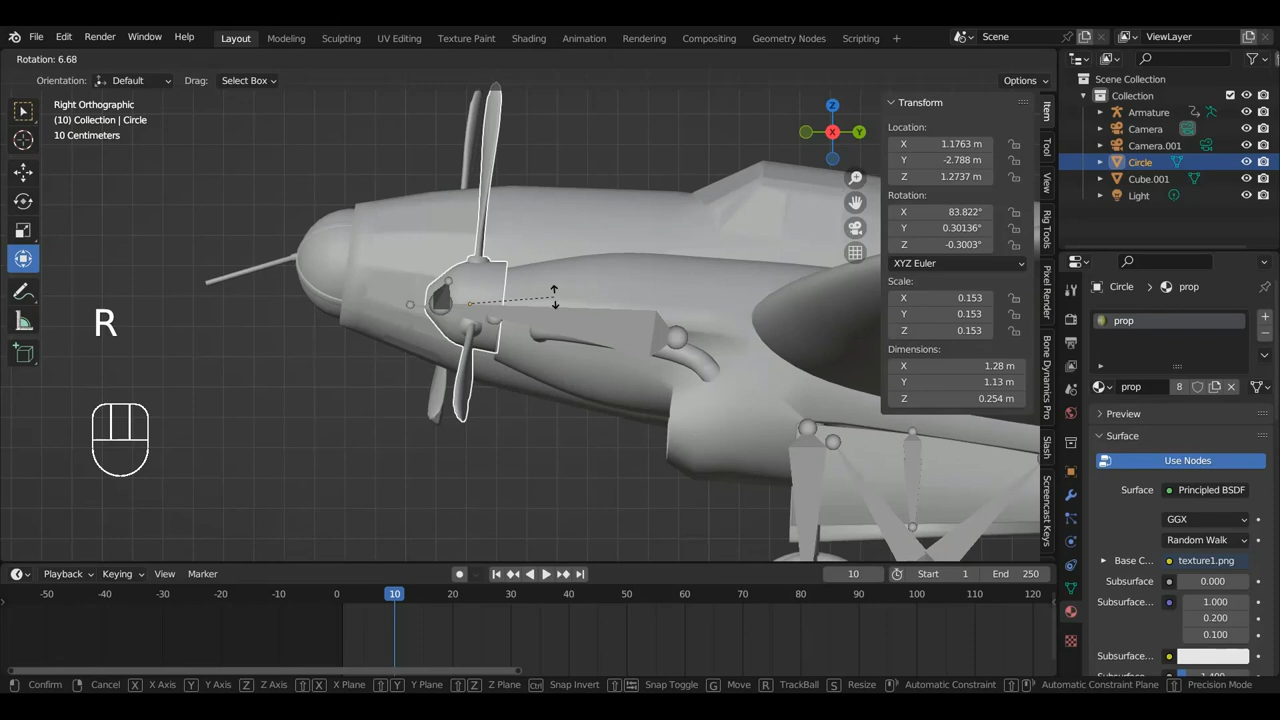 File Edit Render Window Help Layout Modeling Sculpting UV Editing Texture Paint Shading Animation Rendering Compositing Geometry Nodes Scripting + Scene ViewLayer
Rotation: 6.68
Orientation: Default Drag: Select Box Options
Right Orthographic
(10) Collection | Circle
10 Centimeters
Z
X
Y
R
Transform
Location:
X 1.1763 m
Y -2.788 m
Z 1.2737 m
Rotation:
X 83.822°
Y 0.30136°
Z -0.3003°
XYZ Euler
Scale:
X 0.153
Y 0.153
Z 0.153
Dimensions:
X 1.28 m
Y 1.13 m
Z 0.254 m
Item
Tool
View
Rig Tools
Pixel Render
Bone Dynamics Pro
Slash
Screencast Keys
Scene Collection
Collection
Armature
Camera
Camera.001
Circle
Cube.001
Light
Circle prop
prop
prop 8
Preview
Surface
Use Nodes
Surface Principled BSDF
GGX
Random Walk
Base C... texture1.png
Subsurface 0.000
Subsurface... 1.000
0.200
0.100
Subsurface...
Subsurfac... 1.400
Playback Keying View Marker 10 Start 1 End 250
-50 -40 -30 -20 -10 0 10 20 30 40 50 60 70 80 90 100 110 120
Confirm Cancel X X Axis Y Y Axis Z Z Axis X X Plane Y Y Plane Z Z Plane Ctrl Snap Invert Snap Toggle G Move R TrackBall S Resize Automatic Constraint Automatic Constraint Plane Precision Mode